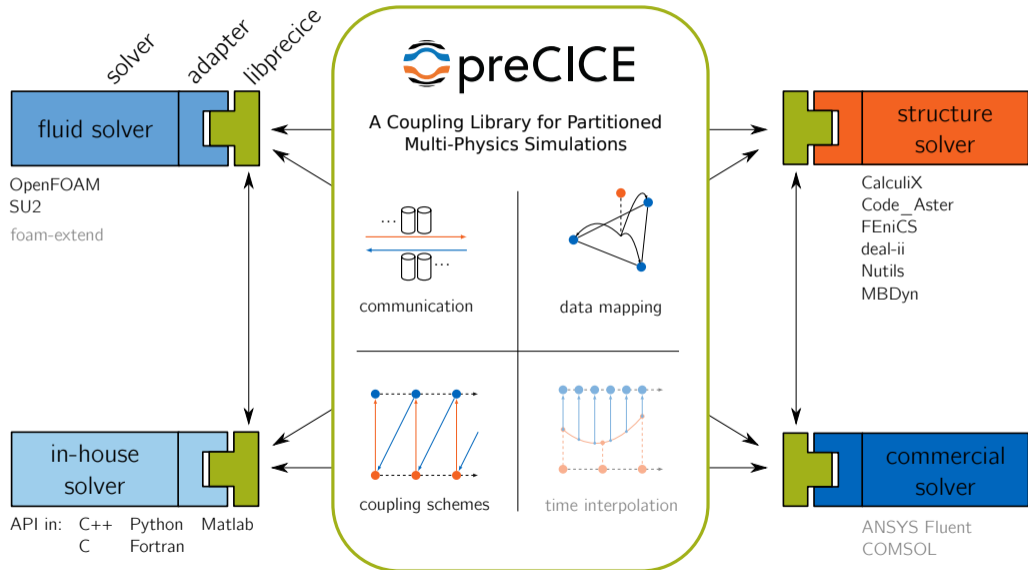 solver
adapter
libprecice
fluid solver
OpenFOAM
SU2
foam-extend
preCICE
A Coupling Library for Partitioned
Multi-Physics Simulations
...
...
communication
data mapping
coupling schemes
time interpolation
structure
solver
CalculiX
Code_Aster
FEniCS
deal-ii
Nutils
MBDyn
in-house
solver
API in: C++ Python Matlab
C Fortran
commercial
solver
ANSYS Fluent
COMSOL